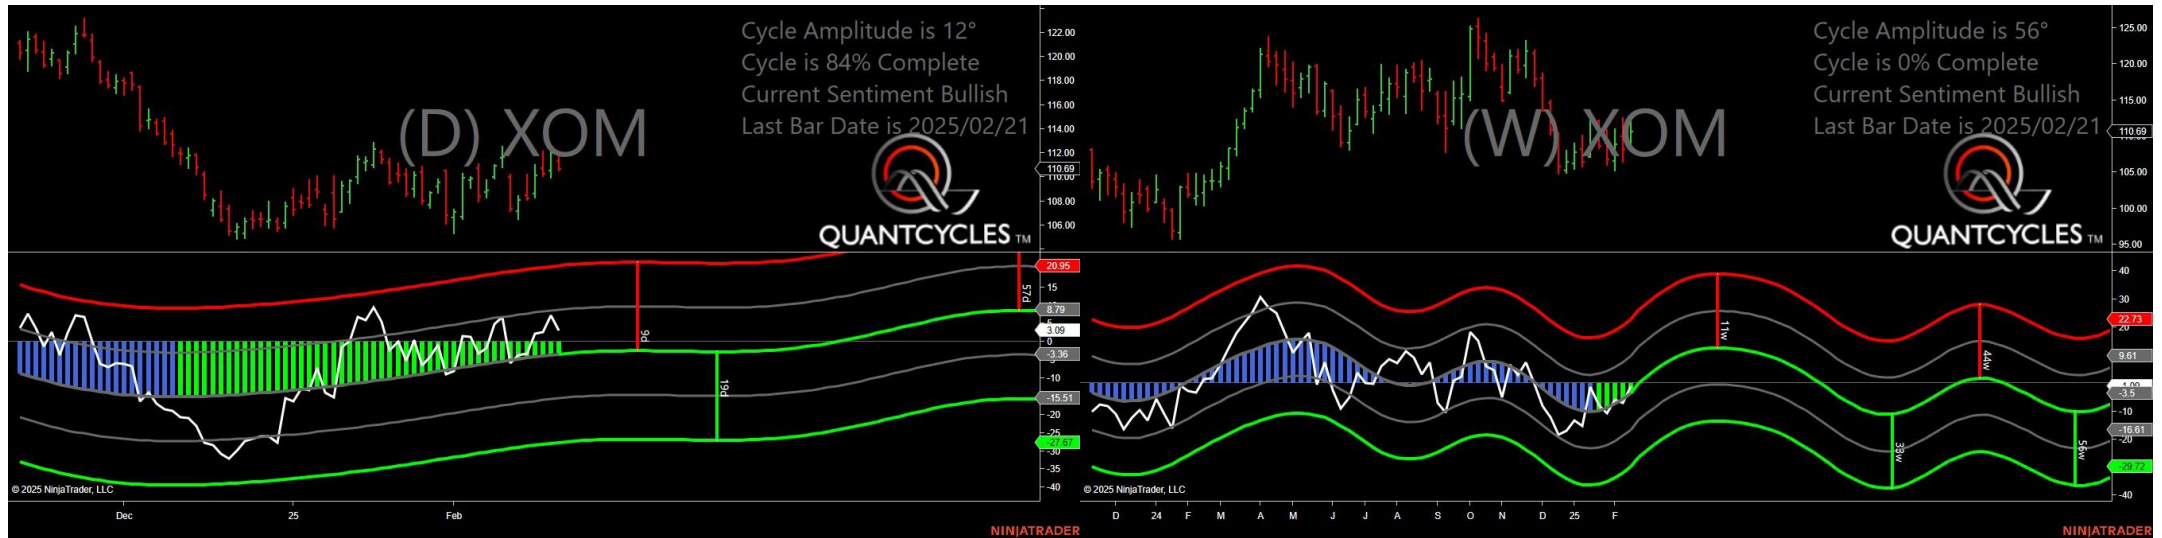 Cycle Amplitude is 12°
Cycle is 84% Complete
Current Sentiment Bullish
Last Bar Date is 2025/02/21
(D) XOM
QUANTCYCLES TM
122.00
120.00
118.00
116.00
114.00
112.00
110.69
108.00
106.00
20.95
15
8.79
3.09
0
-3.36
-10
-15.51
-20
-25
-27.67
-30
-35
-40
9d
19d
57d
© 2025 NinjaTrader, LLC
Dec 25 Feb
NINJATRADER
Cycle Amplitude is 56°
Cycle is 0% Complete
Current Sentiment Bullish
Last Bar Date is 2025/02/21
(W) XOM
QUANTCYCLES TM
125.00
120.00
115.00
110.69
105.00
100.00
95.00
40
30
22.73
20
9.61
-3.5
-10
-16.61
-20
-29.72
-40
11w
33w
44w
56w
© 2025 NinjaTrader, LLC
D 24 F M A M J J A S O N D 25 F
NINJATRADER